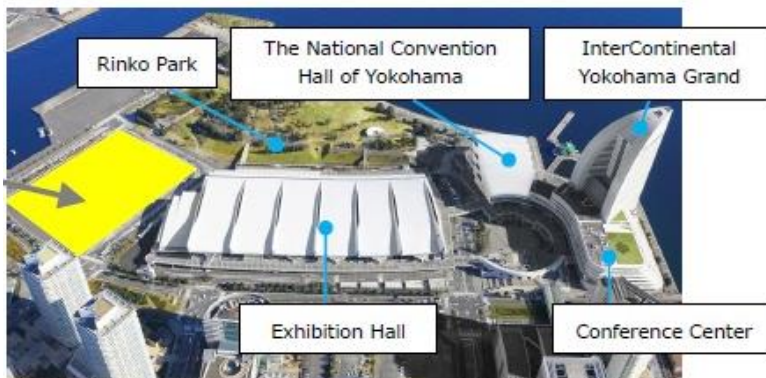 Rinko Park
The National Convention
Hall of Yokohama
InterContinental
Yokohama Grand
Exhibition Hall
Conference Center